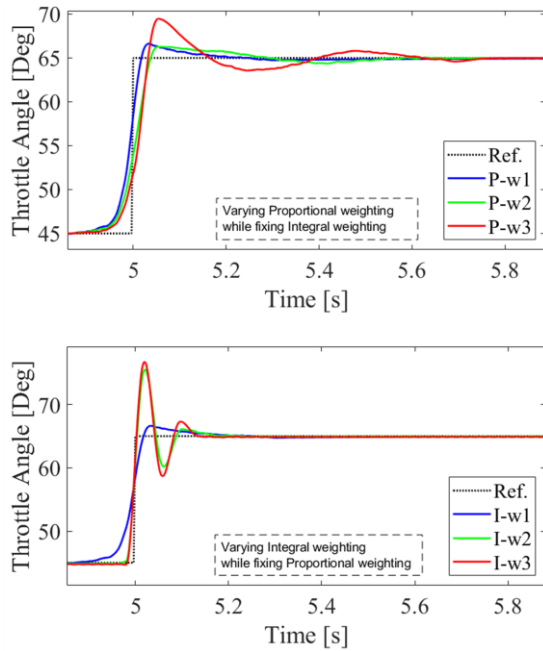 70
65
60
55
50
45
Throttle Angle [Deg]
Ref.
P-w1
P-w2
P-w3
Varying Proportional weighting
while fixing Integral weighting
5
5.2
5.4
5.6
5.8
Time [s]
70
60
50
Throttle Angle [Deg]
Ref.
I-w1
I-w2
I-w3
Varying Integral weighting
while fixing Proportional weighting
5
5.2
5.4
5.6
5.8
Time [s]